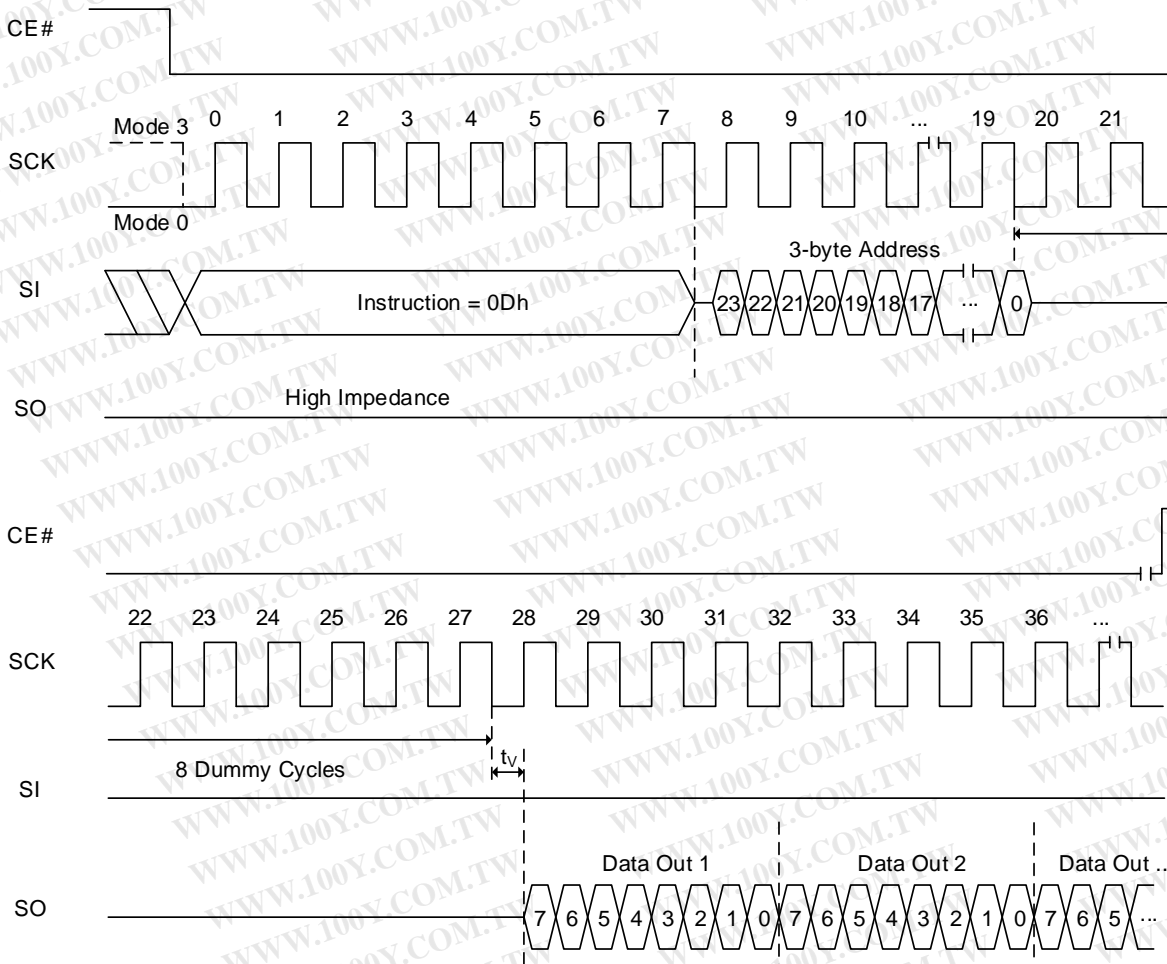 CE#
Mode 3
0 1 2 3 4 5 6 7 8 9 10 ... 19 20 21
SCK
Mode 0
3-byte Address
SI
Instruction = 0Dh
23 22 21 20 19 18 17 ... 0
High Impedance
SO
CE#
22 23 24 25 26 27 28 29 30 31 32 33 34 35 36 ...
SCK
8 Dummy Cycles
tV
SI
Data Out 1 Data Out 2 Data Out ...
SO
7 6 5 4 3 2 1 0 7 6 5 4 3 2 1 0 7 6 5 ...
WWW.100Y.COM.TW